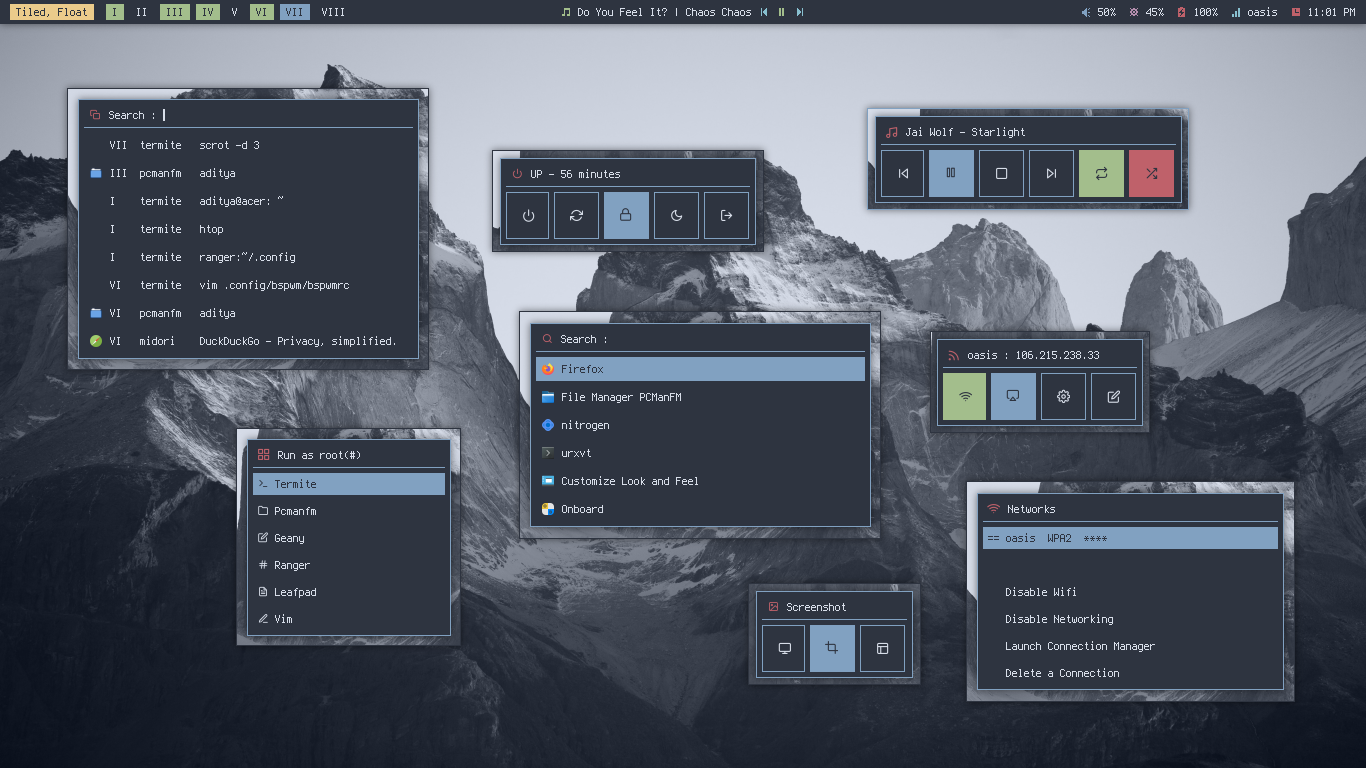 Tiled, Float I II III IV V VI VII VIII Do You Feel It? | Chaos Chaos 50% 45% 100% oasis 11:01 PM
Search :
VII termite scrot -d 3
III pcmanfm aditya
I termite aditya@acer: ~
I termite htop
I termite ranger:~/.config
VI termite vim .config/bspwm/bspwmrc
VI pcmanfm aditya
VI midori DuckDuckGo - Privacy, simplified.
UP - 56 minutes
Jai Wolf - Starlight
Search :
Firefox
File Manager PCManFM
nitrogen
urxvt
Customize Look and Feel
Onboard
oasis : 106.215.238.33
Run as root(#)
Termite
Pcmanfm
Geany
Ranger
Leafpad
Vim
Screenshot
Networks
== oasis WPA2 ****
Disable Wifi
Disable Networking
Launch Connection Manager
Delete a Connection